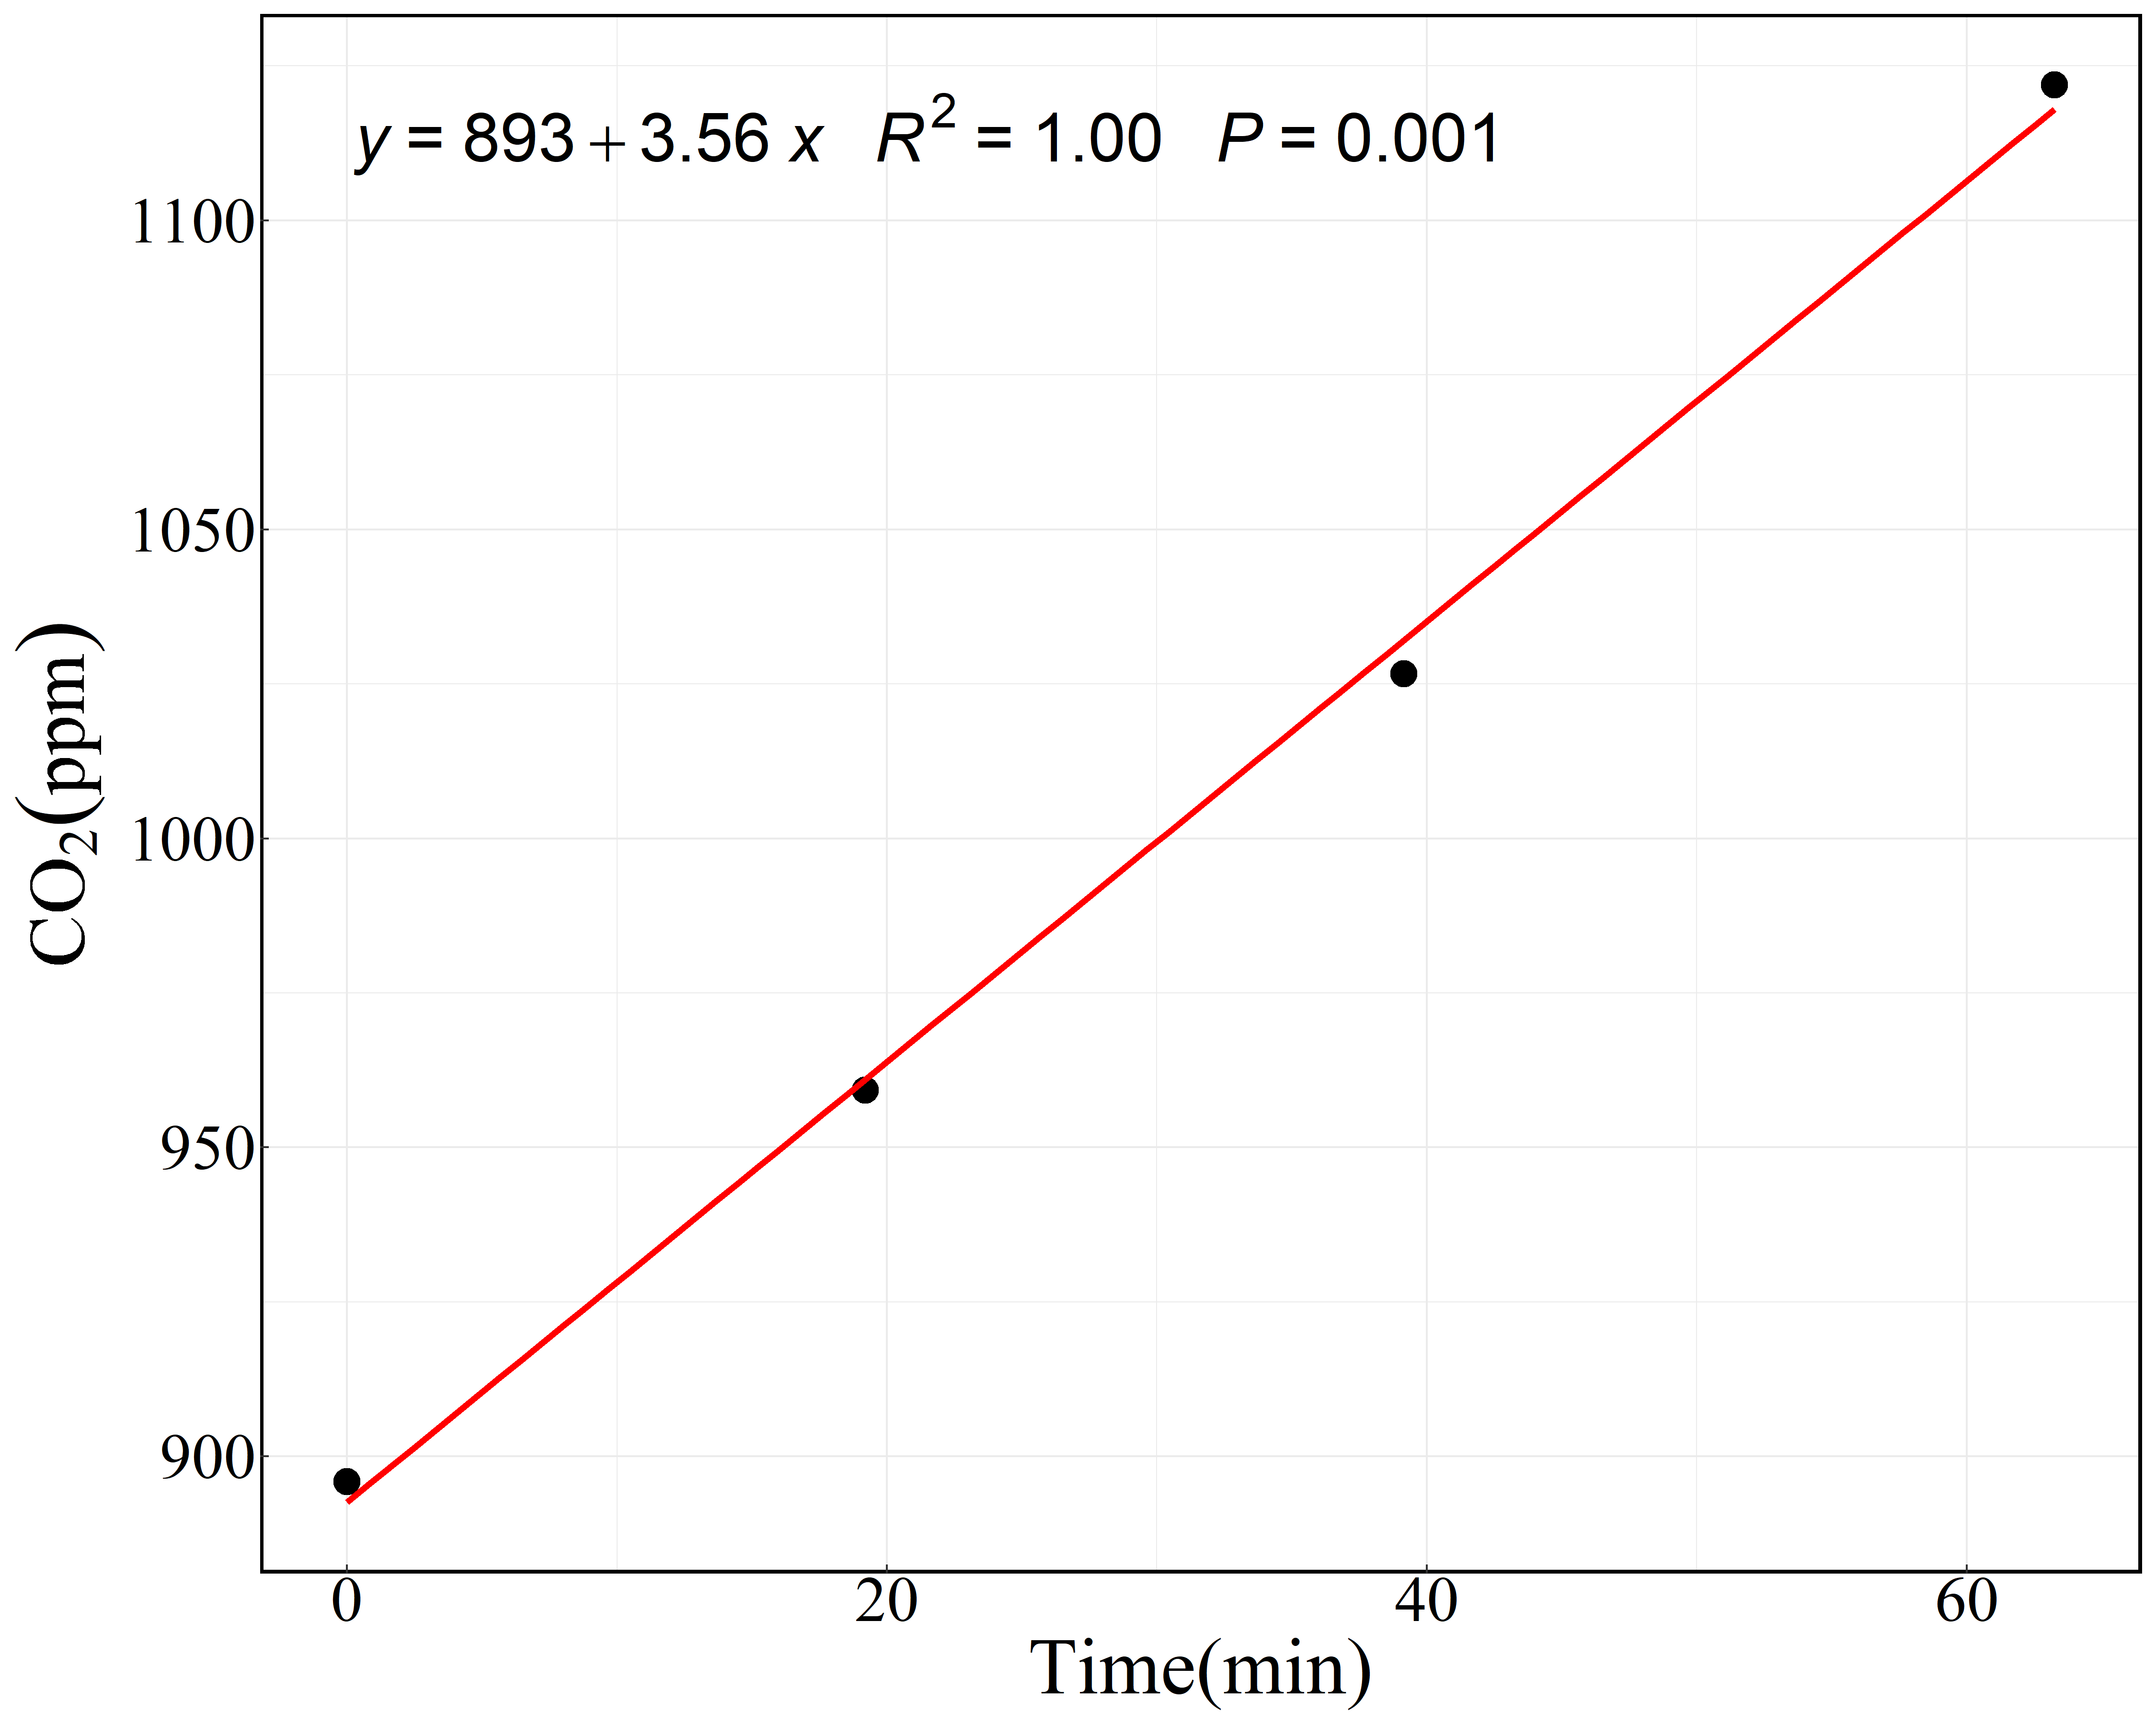 y = 893 + 3.56 x R² = 1.00 P = 0.001
1100
1050
1000
950
900
CO₂(ppm)
0 20 40 60
Time(min)